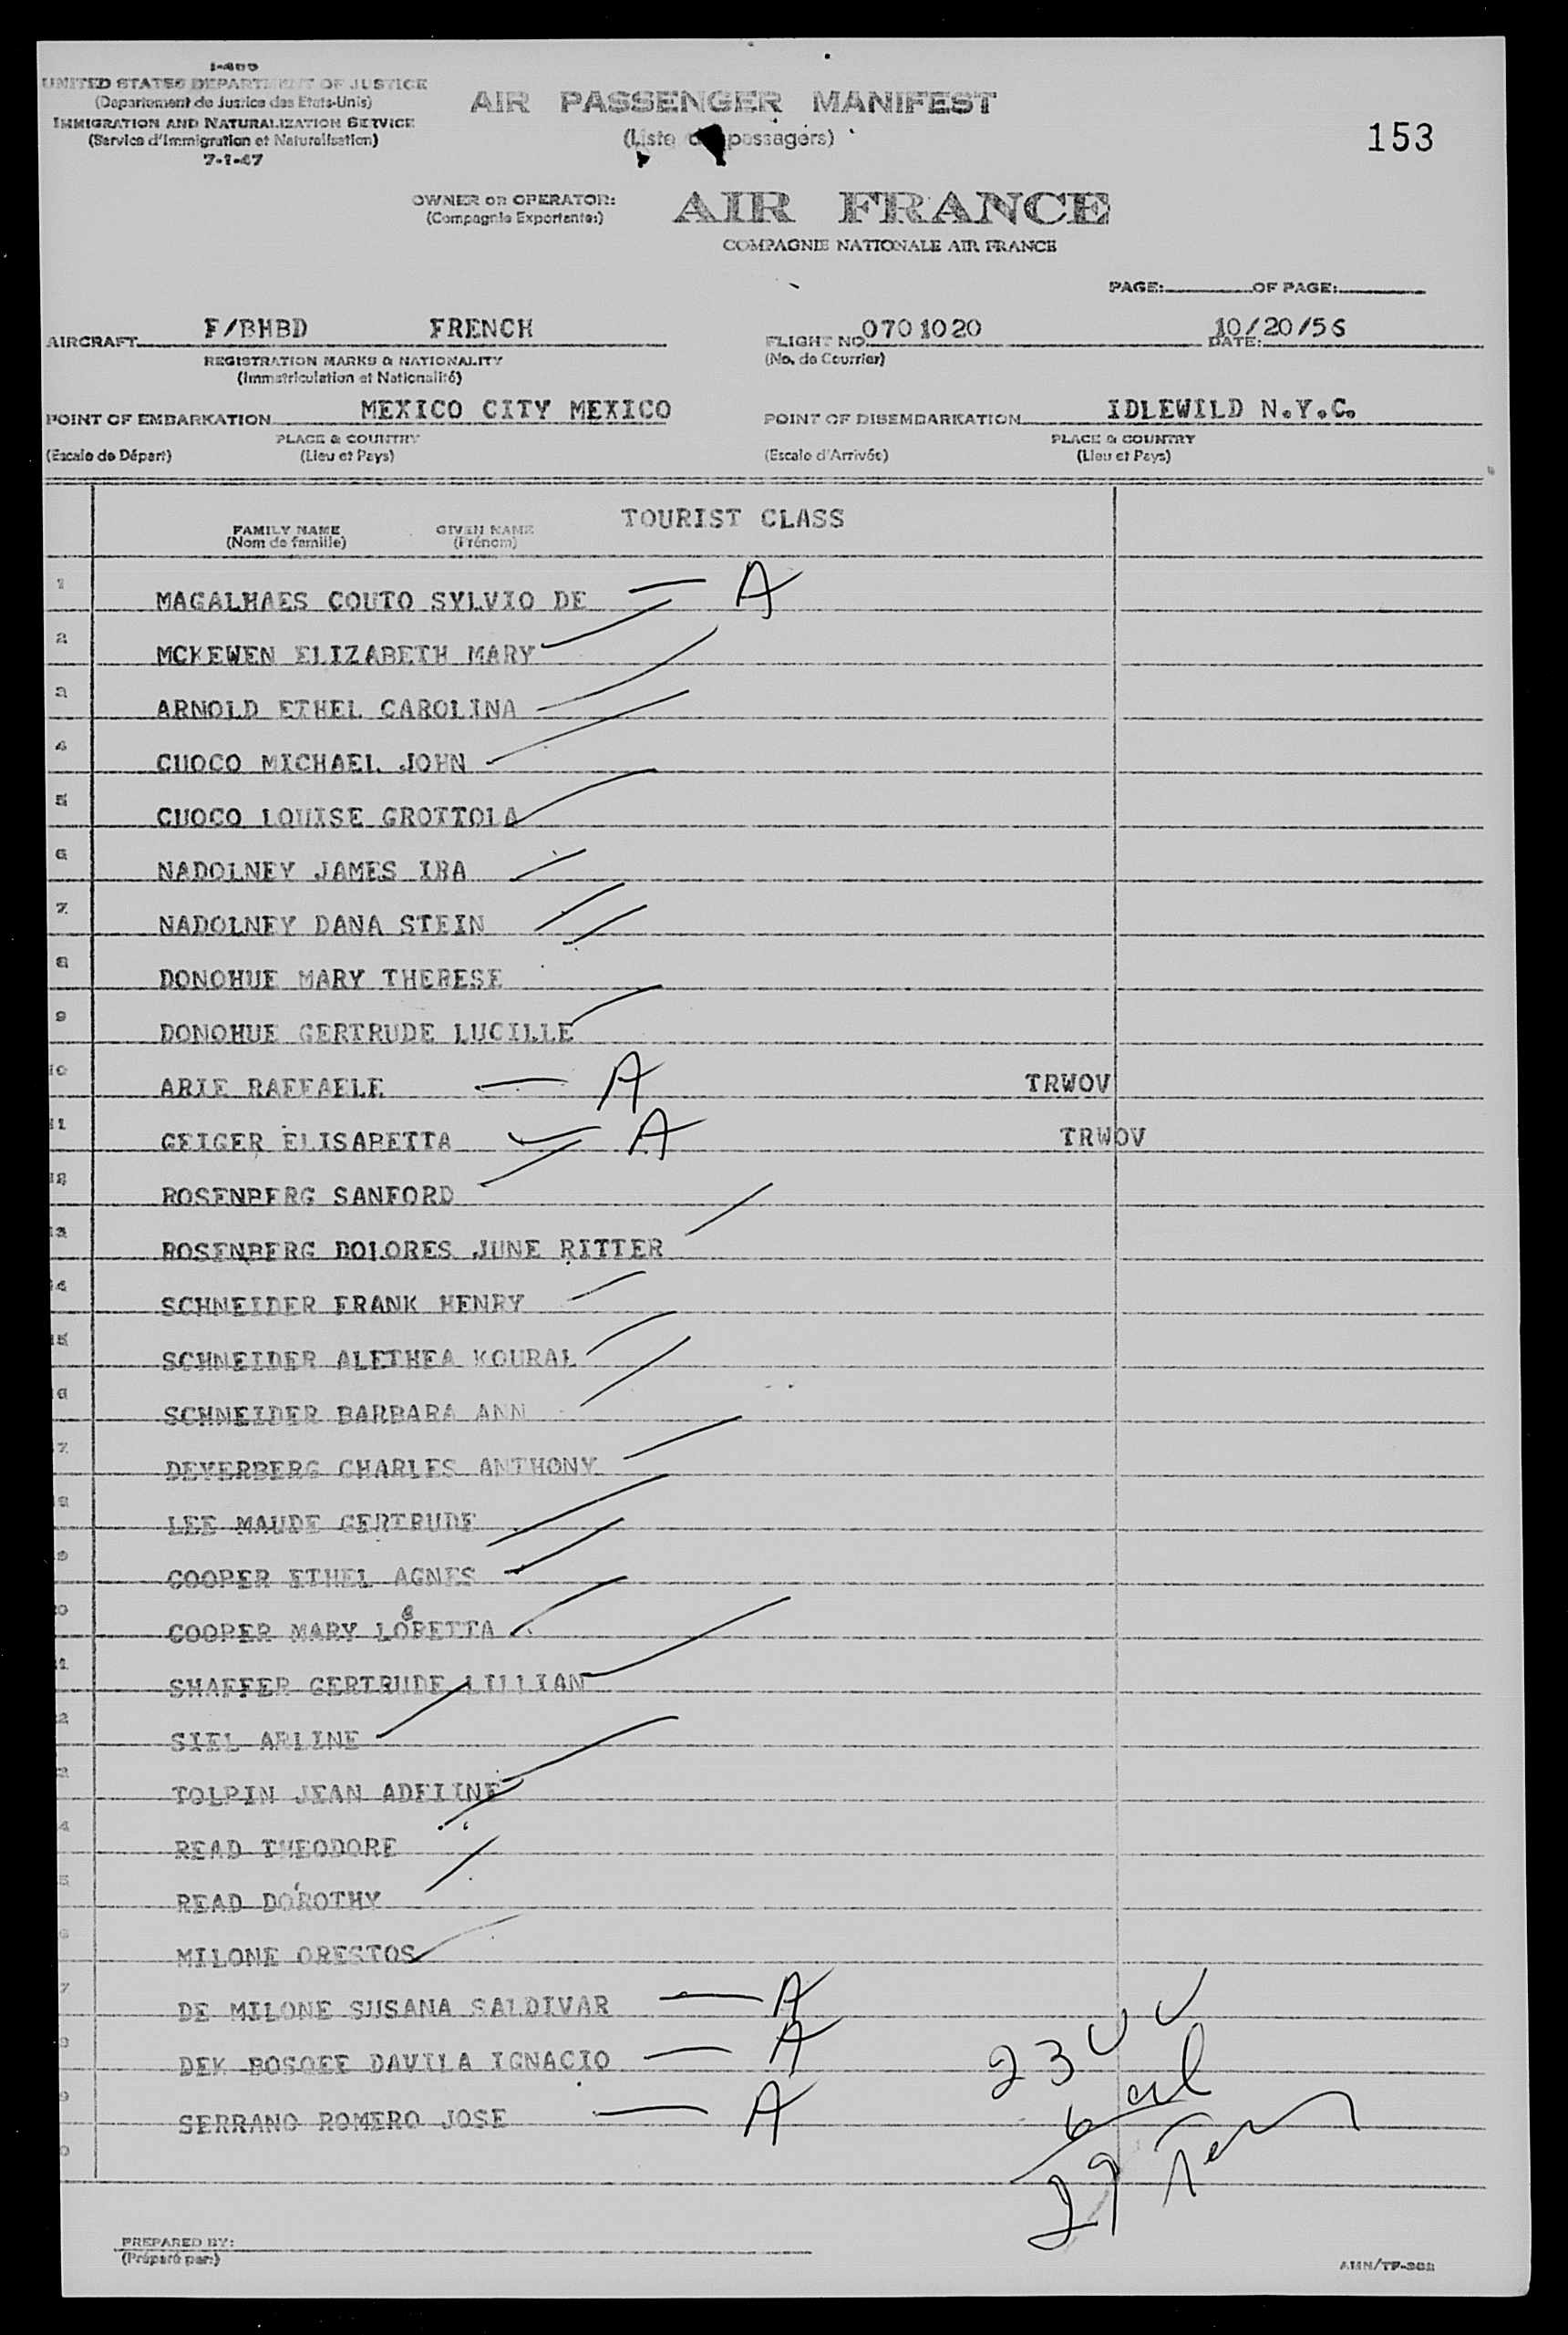 I-466
UNITED STATES DEPARTMENT OF JUSTICE
(Departement de Justice des Etats-Unis)
IMMIGRATION AND NATURALIZATION SERVICE
(Service d'Immigration et Naturalisation)
7-1-47
AIR PASSENGER MANIFEST
(Liste passagers)
153
OWNER OR OPERATOR: AIR FRANCE
(Compagnie Exportante:)
COMPAGNIE NATIONALE AIR FRANCE
PAGE: OF PAGE:
AIRCRAFT F/BHBD FRENCH FLIGHT NO. 0701020 DATE: 10/20/56
REGISTRATION MARKS & NATIONALITY (No. de Courrier)
(Immatriculation et Nationalité)
POINT OF EMBARKATION MEXICO CITY MEXICO POINT OF DISEMBARKATION IDLEWILD N.Y.C.
PLACE & COUNTRY PLACE & COUNTRY
(Escale de Départ) (Lieu et Pays) (Escale d'Arrivée) (Lieu et Pays)
FAMILY NAME GIVEN NAME TOURIST CLASS
(Nom de famille) (Prénom)
1 MAGALHAES COUTO SYLVIO DE — A
2 MCKEWEN ELIZABETH MARY
3 ARNOLD ETHEL CAROLINA
4 CUOCO MICHAEL JOHN
5 CUOCO LOUISE GROTTOLA
6 NADOLNEY JAMES IRA
7 NADOLNEY DANA STEIN
8 DONOHUE MARY THERESE
9 DONOHUE GERTRUDE LUCILLE
10 ARIE RAFFAELE — A TRWOV
11 GEIGER ELISABETTA — A TRWOV
12 ROSENBERG SANFORD
13 ROSENBERG DOLORES JUNE RITTER
14 SCHNEIDER FRANK HENRY
15 SCHNEIDER ALETHEA KOURAL
16 SCHNEIDER BARBARA ANN
17 DEVERBERG CHARLES ANTHONY
18 LEE MAUDE GERTRUDE
19 COOPER ETHEL AGNES
20 COOPER MARY LORETTA
21 SHAFFER GERTRUDE LILLIAN
22 SIEL ARLINE
23 TOLPIN JEAN ADELINE
24 READ THEODORE
25 READ DOROTHY
26 MILONE ORESTOS
27 DE MILONE SUSANA SALDIVAR — A
28 DEK BOSQEE DAVILA IGNACIO — A
29 SERRANO ROMERO JOSE — A
23
6
29
PREPARED BY:
(Préparé par:)